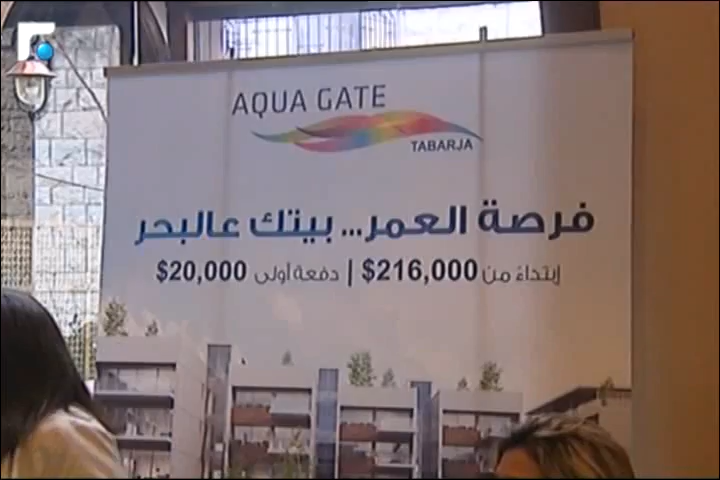 AQUA GATE
TABARJA
فرصة العمر... بيتك عالبحر
إبتداءً من 216,000$ | دفعة أولى 20,000$